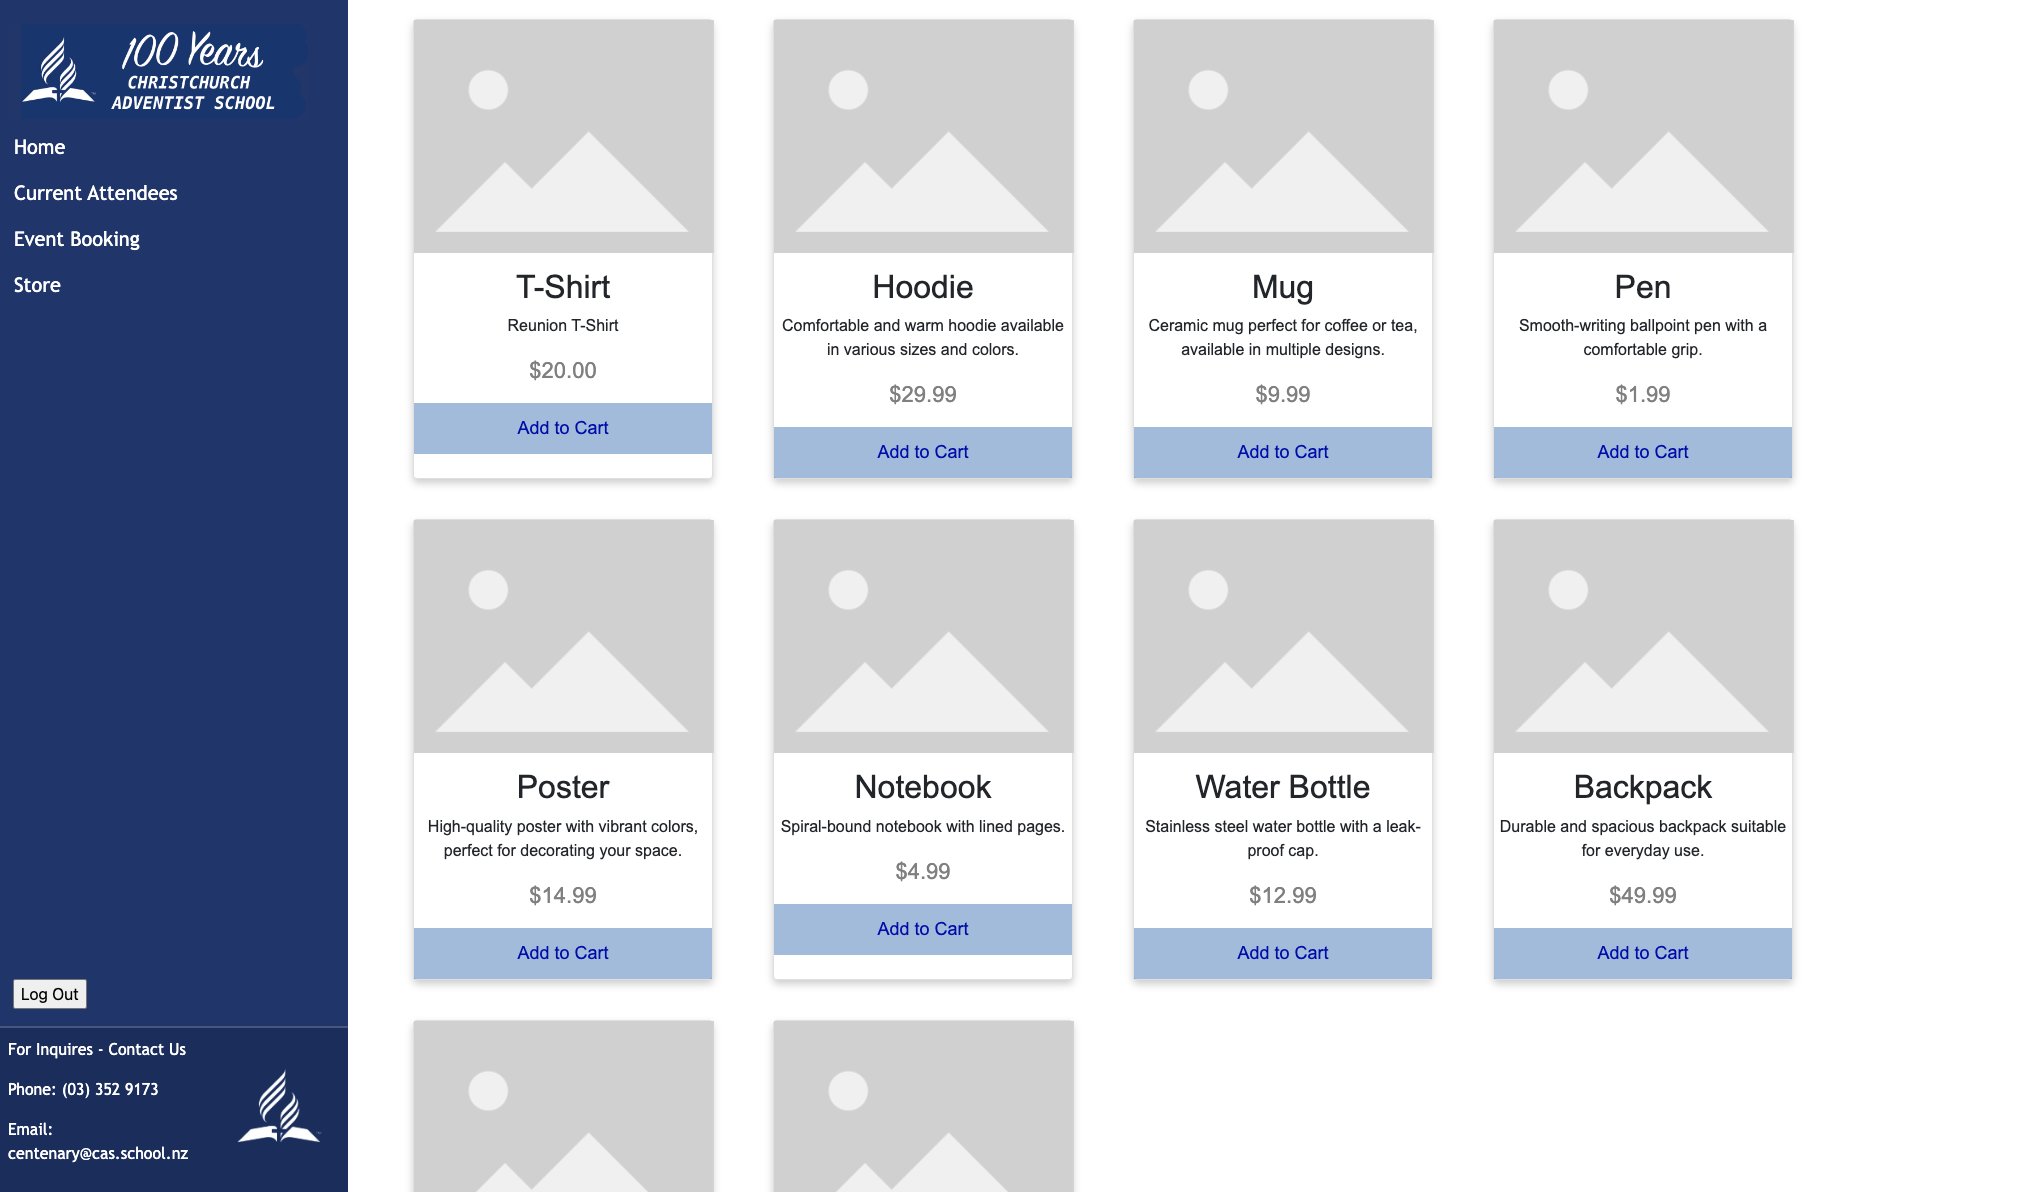 100 Years
CHRISTCHURCH
ADVENTIST SCHOOL
Home
Current Attendees
Event Booking
Store
Log Out
For Inquires - Contact Us
Phone: (03) 352 9173
Email:
centenary@cas.school.nz
T-Shirt
Reunion T-Shirt
$20.00
Add to Cart
Hoodie
Comfortable and warm hoodie available
in various sizes and colors.
$29.99
Add to Cart
Mug
Ceramic mug perfect for coffee or tea,
available in multiple designs.
$9.99
Add to Cart
Pen
Smooth-writing ballpoint pen with a
comfortable grip.
$1.99
Add to Cart
Poster
High-quality poster with vibrant colors,
perfect for decorating your space.
$14.99
Add to Cart
Notebook
Spiral-bound notebook with lined pages.
$4.99
Add to Cart
Water Bottle
Stainless steel water bottle with a leak-
proof cap.
$12.99
Add to Cart
Backpack
Durable and spacious backpack suitable
for everyday use.
$49.99
Add to Cart